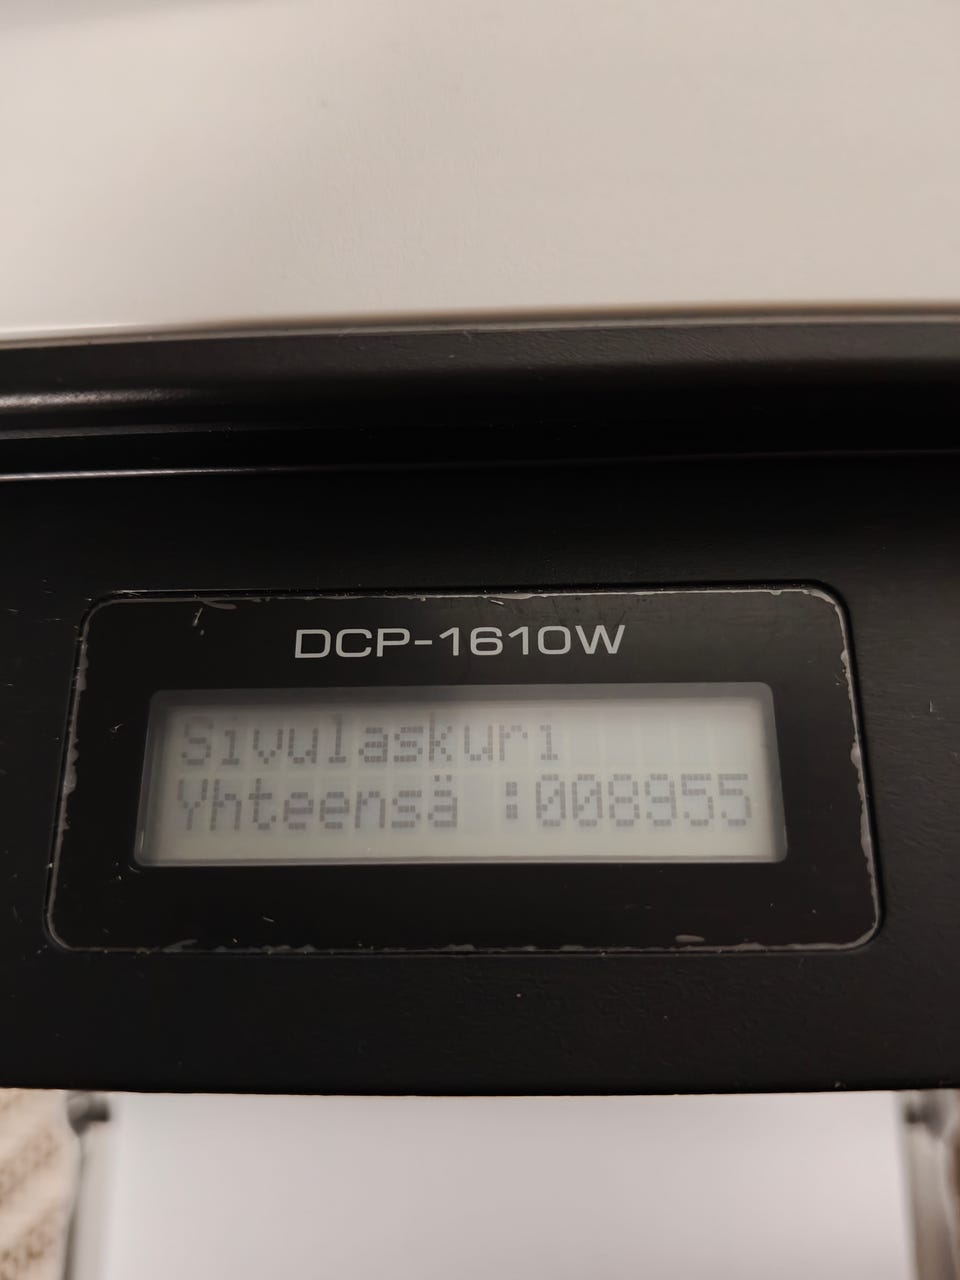 DCP-1610W
Sivulaskuri
Yhteensä :008955